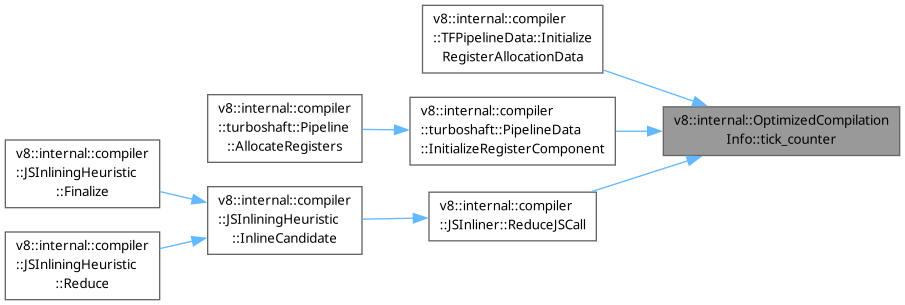 v8::internal::compiler
::TFPipelineData::Initialize
RegisterAllocationData
v8::internal::compiler
::turboshaft::Pipeline
::AllocateRegisters
v8::internal::compiler
::turboshaft::PipelineData
::InitializeRegisterComponent
v8::internal::OptimizedCompilation
Info::tick_counter
v8::internal::compiler
::JSInliningHeuristic
::Finalize
v8::internal::compiler
::JSInliningHeuristic
::InlineCandidate
v8::internal::compiler
::JSInliner::ReduceJSCall
v8::internal::compiler
::JSInliningHeuristic
::Reduce